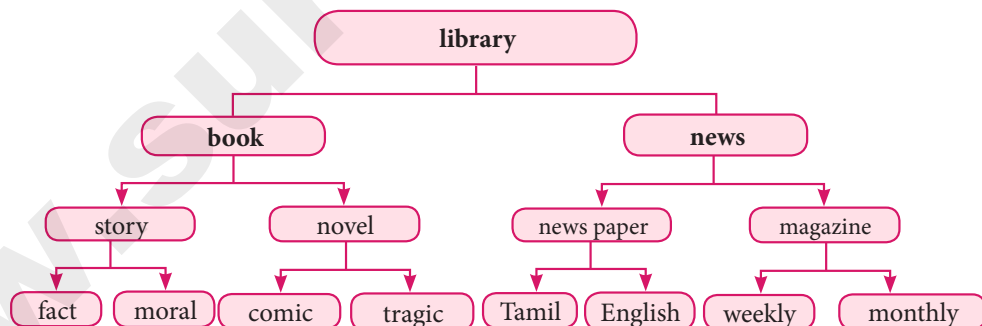 library
book news
story novel news paper magazine
fact moral comic tragic Tamil English weekly monthly